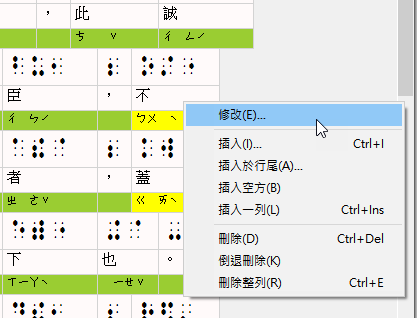 ， 此 誠
ㄘ ˇ ㄔㄥˊ
臣 ， 不
ㄔㄣˊ ㄅㄨˋ
者 ， 蓋
ㄓㄜˇ ㄍㄞˋ
下 也 。
ㄒㄧㄚˋ ㄧㄝˇ
修改(E)...
插入(I)... Ctrl+I
插入於行尾(A)...
插入空方(B)
插入一列(L) Ctrl+Ins
刪除(D) Ctrl+Del
倒退刪除(K)
刪除整列(R) Ctrl+E